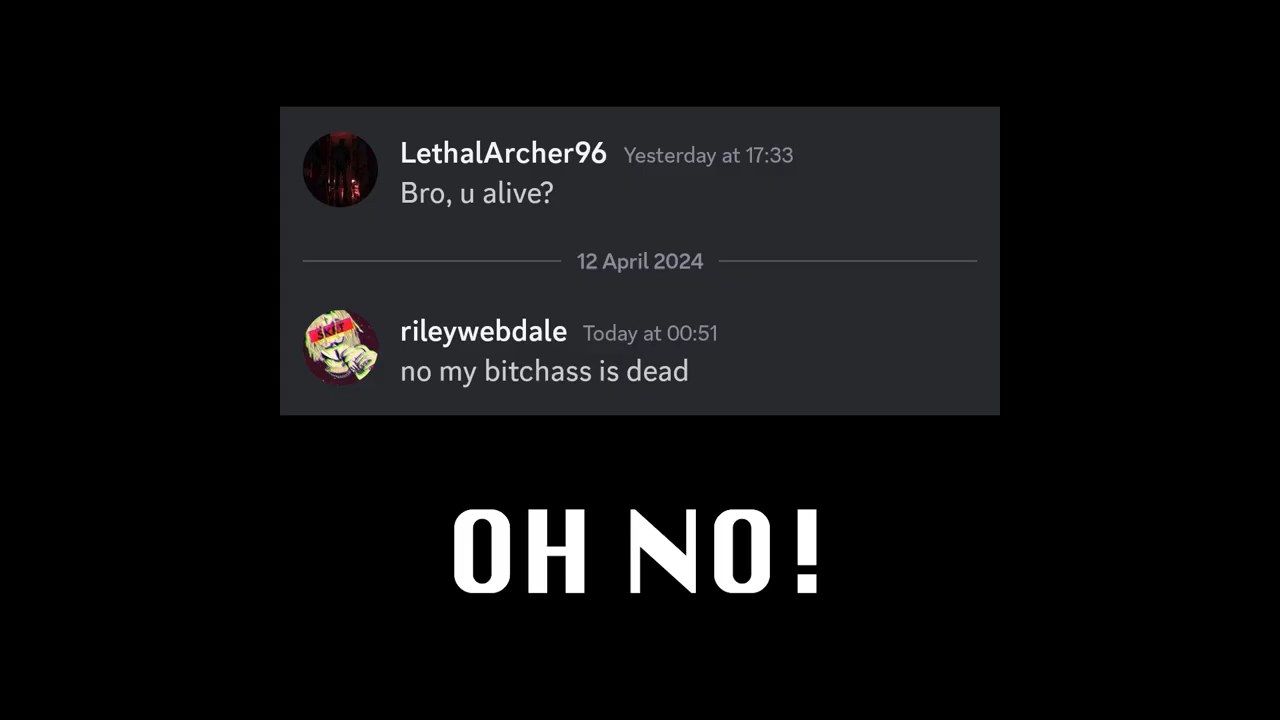 LethalArcher96 Yesterday at 17:33
Bro, u alive?
12 April 2024
SKIT
rileywebdale Today at 00:51
no my bitchass is dead
OH NO!